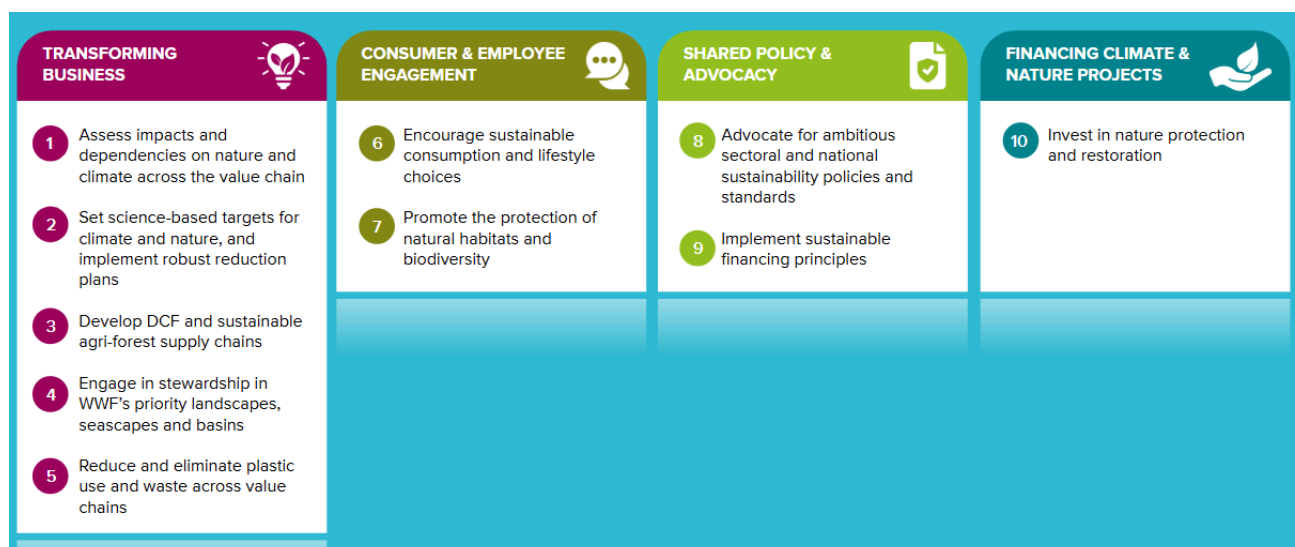 TRANSFORMING
BUSINESS
1
Assess impacts and
dependencies on nature and
climate across the value chain
2
Set science-based targets for
climate and nature, and
implement robust reduction
plans
3
Develop DCF and sustainable
agri-forest supply chains
4
Engage in stewardship in
WWF's priority landscapes,
seascapes and basins
5
Reduce and eliminate plastic
use and waste across value
chains
CONSUMER & EMPLOYEE
ENGAGEMENT
6
Encourage sustainable
consumption and lifestyle
choices
7
Promote the protection of
natural habitats and
biodiversity
SHARED POLICY &
ADVOCACY
8
Advocate for ambitious
sectoral and national
sustainability policies and
standards
9
Implement sustainable
financing principles
FINANCING CLIMATE &
NATURE PROJECTS
10
Invest in nature protection
and restoration